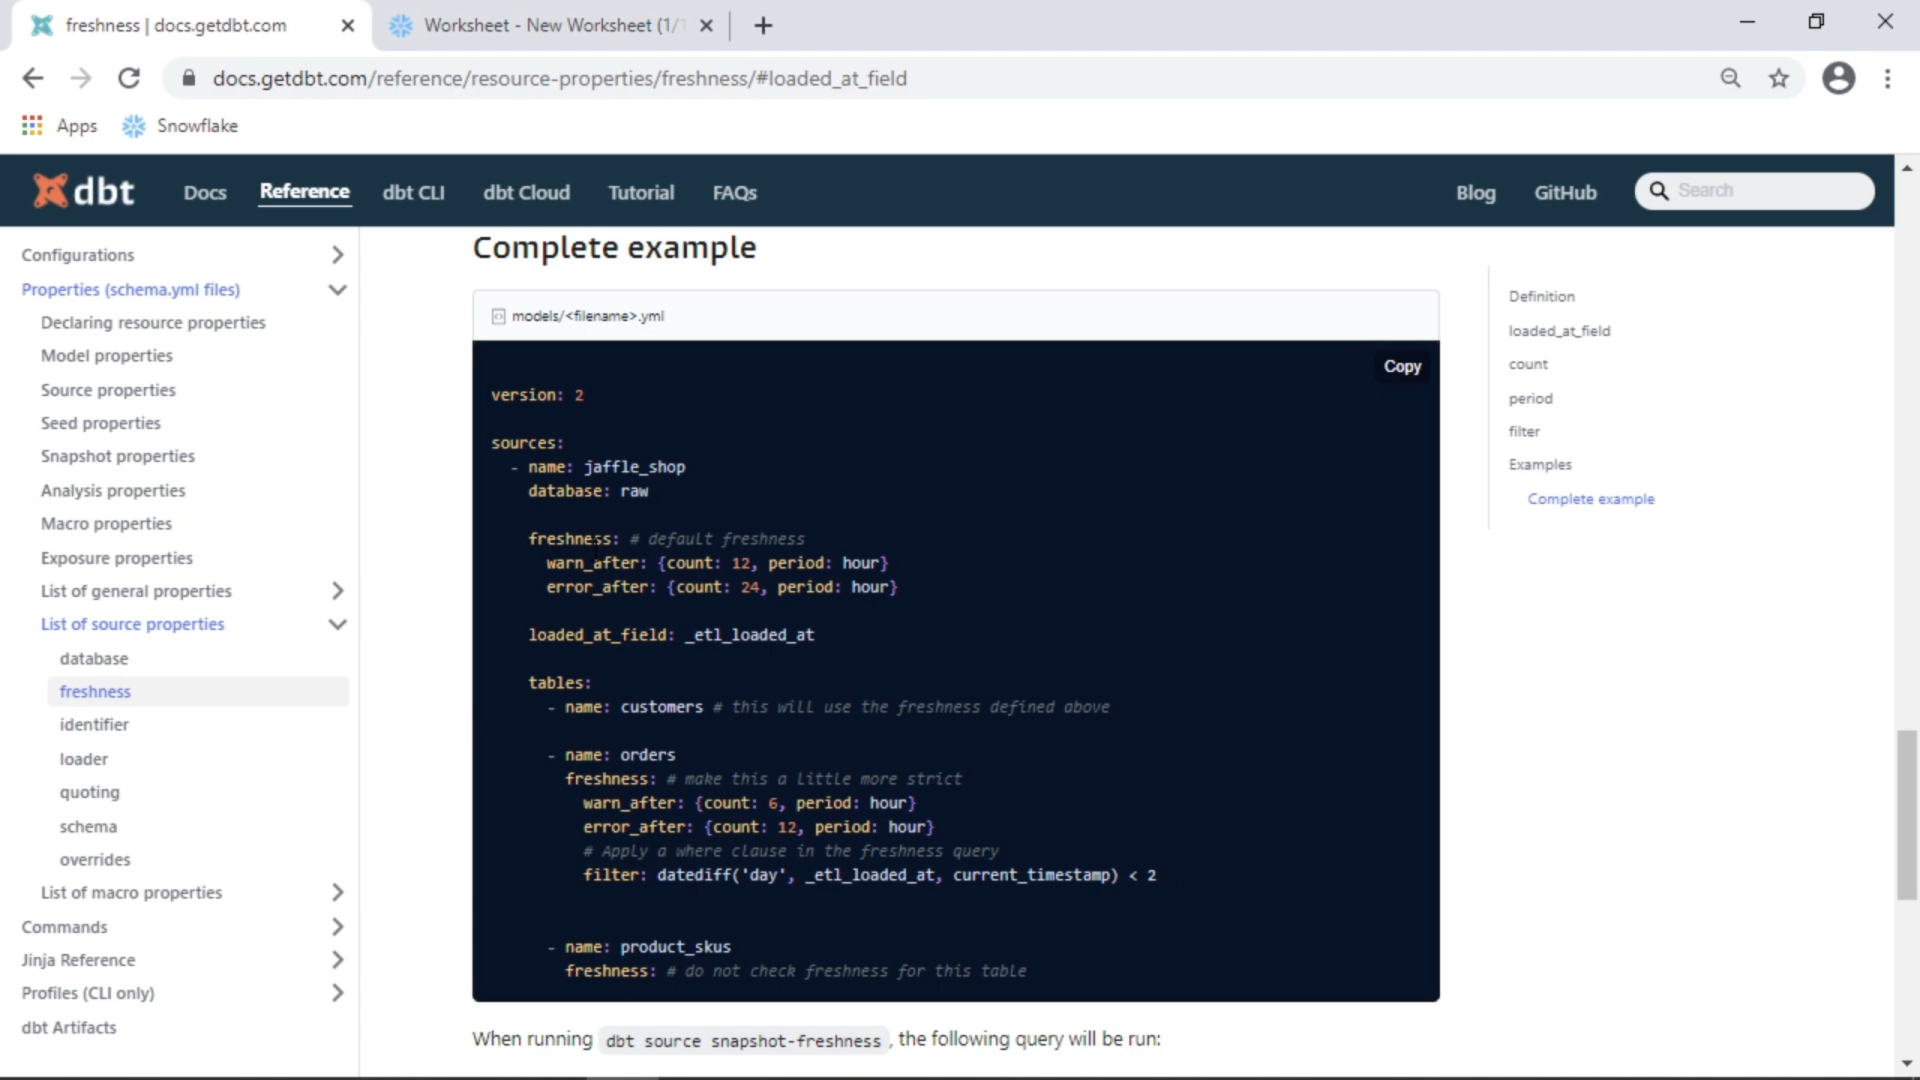 freshness | docs.getdbt.com
Worksheet - New Worksheet (1/
docs.getdbt.com/reference/resource-properties/freshness/#loaded_at_field
Apps
Snowflake
dbt
Docs
Reference
dbt CLI
dbt Cloud
Tutorial
FAQs
Blog
GitHub
Search
Configurations
Properties (schema.yml files)
Declaring resource properties
Model properties
Source properties
Seed properties
Snapshot properties
Analysis properties
Macro properties
Exposure properties
List of general properties
List of source properties
database
freshness
identifier
loader
quoting
schema
overrides
List of macro properties
Commands
Jinja Reference
Profiles (CLI only)
dbt Artifacts
Complete example
models/<filename>.yml
Copy
version: 2
sources:
- name: jaffle_shop
database: raw
freshness: # default freshness
warn_after: {count: 12, period: hour}
error_after: {count: 24, period: hour}
loaded_at_field: _etl_loaded_at
tables:
- name: customers # this will use the freshness defined above
- name: orders
freshness: # make this a little more strict
warn_after: {count: 6, period: hour}
error_after: {count: 12, period: hour}
# Apply a where clause in the freshness query
filter: datediff('day', _etl_loaded_at, current_timestamp) < 2
- name: product_skus
freshness: # do not check freshness for this table
When running dbt source snapshot-freshness , the following query will be run:
Definition
loaded_at_field
count
period
filter
Examples
Complete example